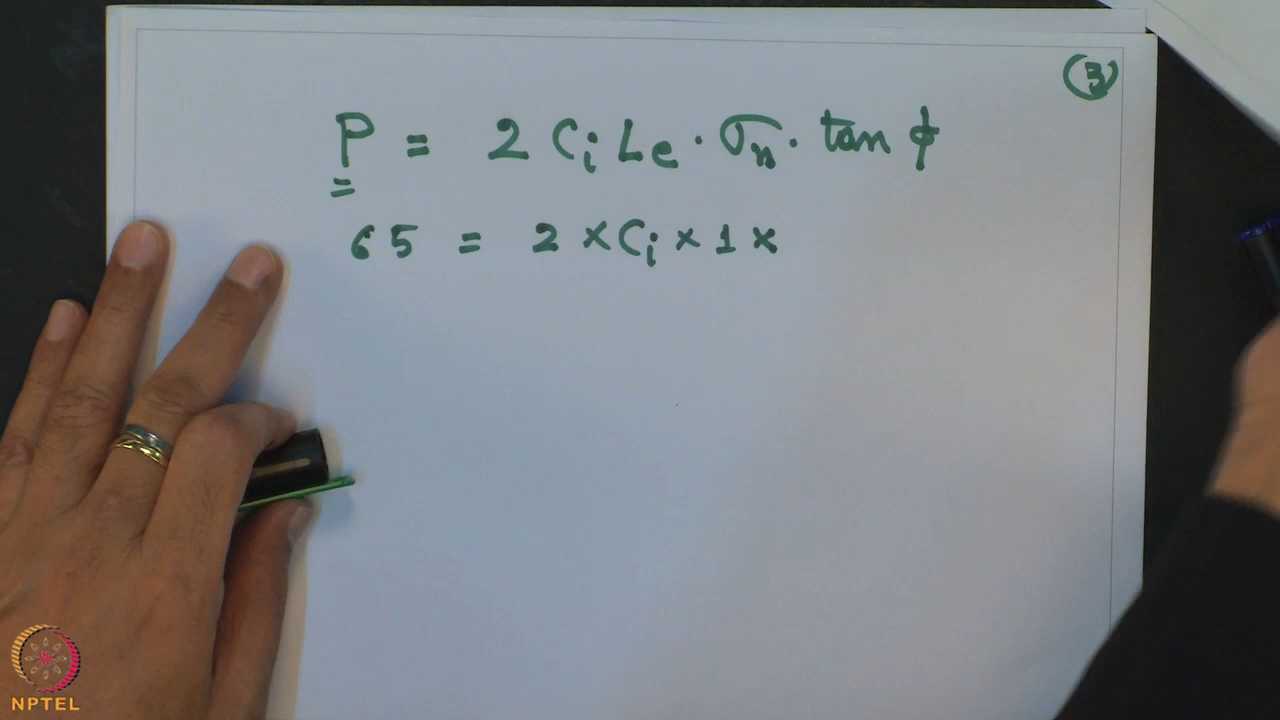 (3)
P = 2 Ci Le · σn · tan ϕ
65 = 2 × Ci × 1 ×
NPTEL